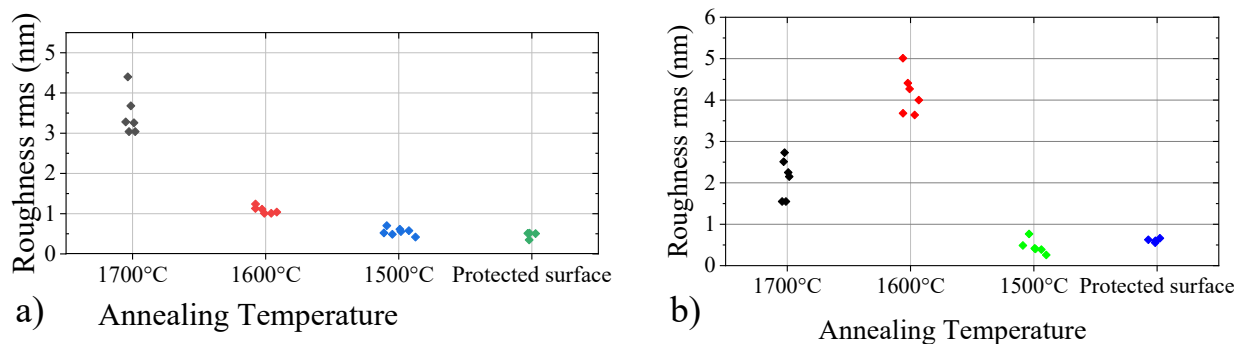 Roughness rms (nm)
5
4
3
2
1
0
1700°C 1600°C 1500°C Protected surface
a) Annealing Temperature
Roughness rms (nm)
6
5
4
3
2
1
0
1700°C 1600°C 1500°C Protected surface
b) Annealing Temperature